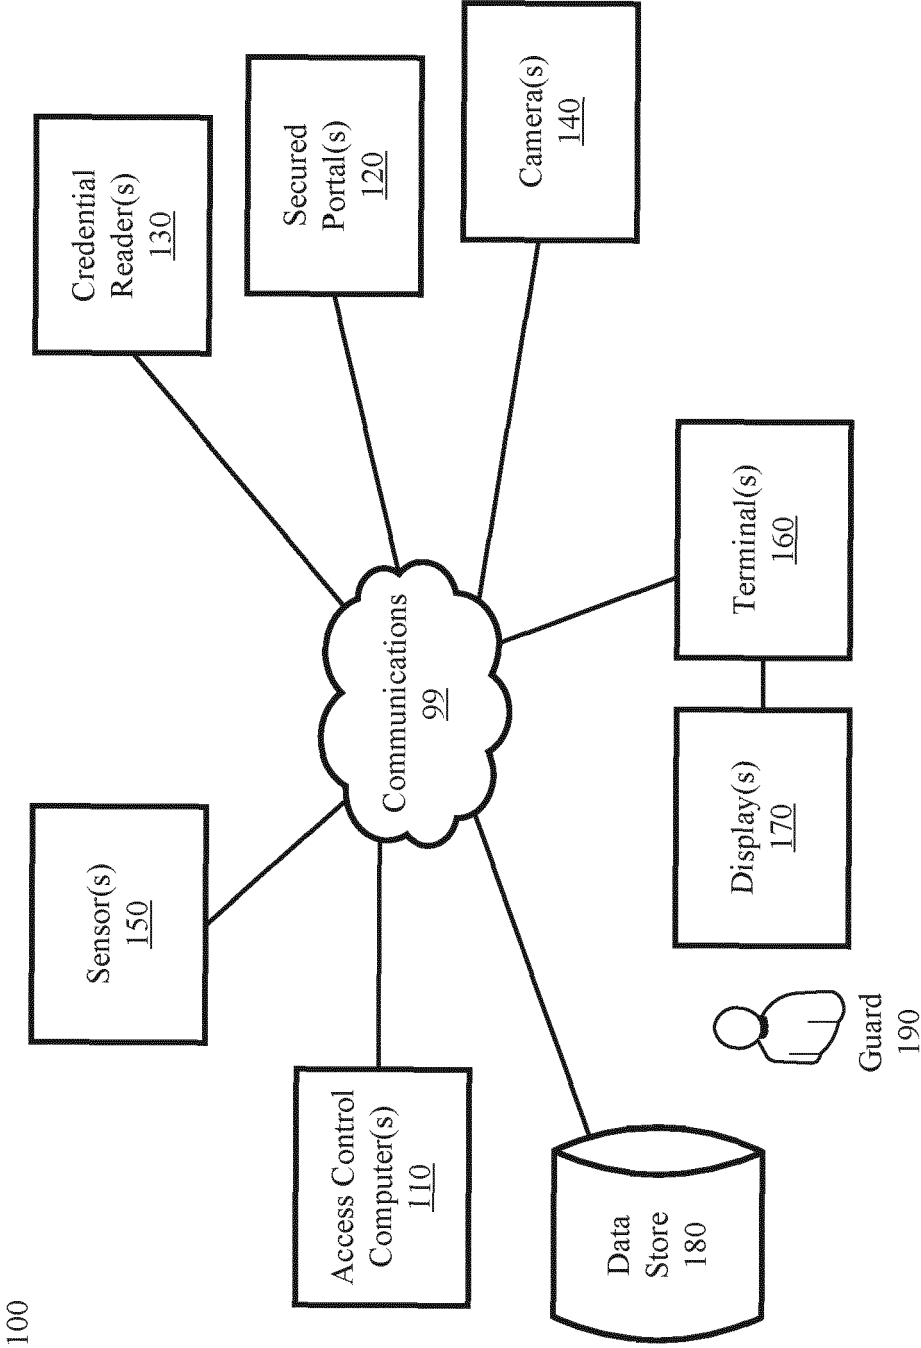 100
Access Control
Computer(s)
110
Sensor(s)
150
Credential
Reader(s)
130
Secured
Portal(s)
120
Camera(s)
140
Communications
99
Data
Store
180
Guard
190
Display(s)
170
Terminal(s)
160